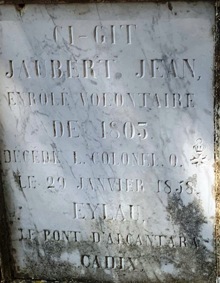 CI-GIT
JAUBERT JEAN,
ENROLE VOLONTAIRE
DE 1803.
DECEDE L. COLONEL. O.
LE 29 JANVIER 1858.
EYLAU,
LE PONT D'ALCANTARA
CADIX